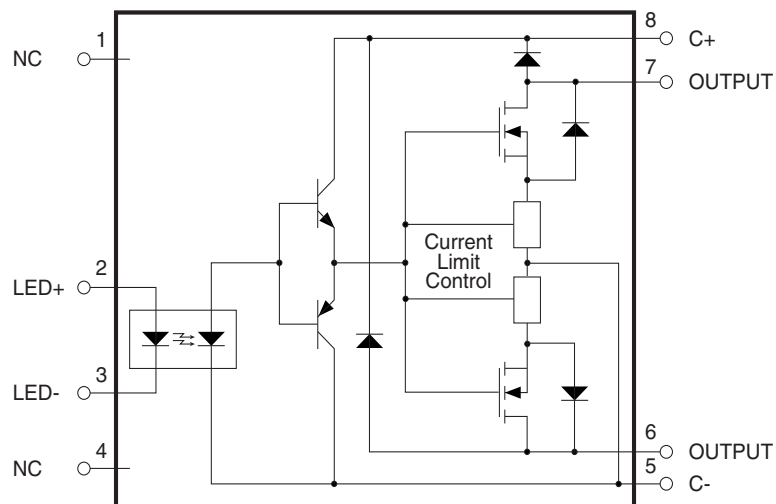 1
NC
2
LED+
3
LED-
4
NC
8
C+
7
OUTPUT
Current
Limit
Control
6
OUTPUT
5
C-